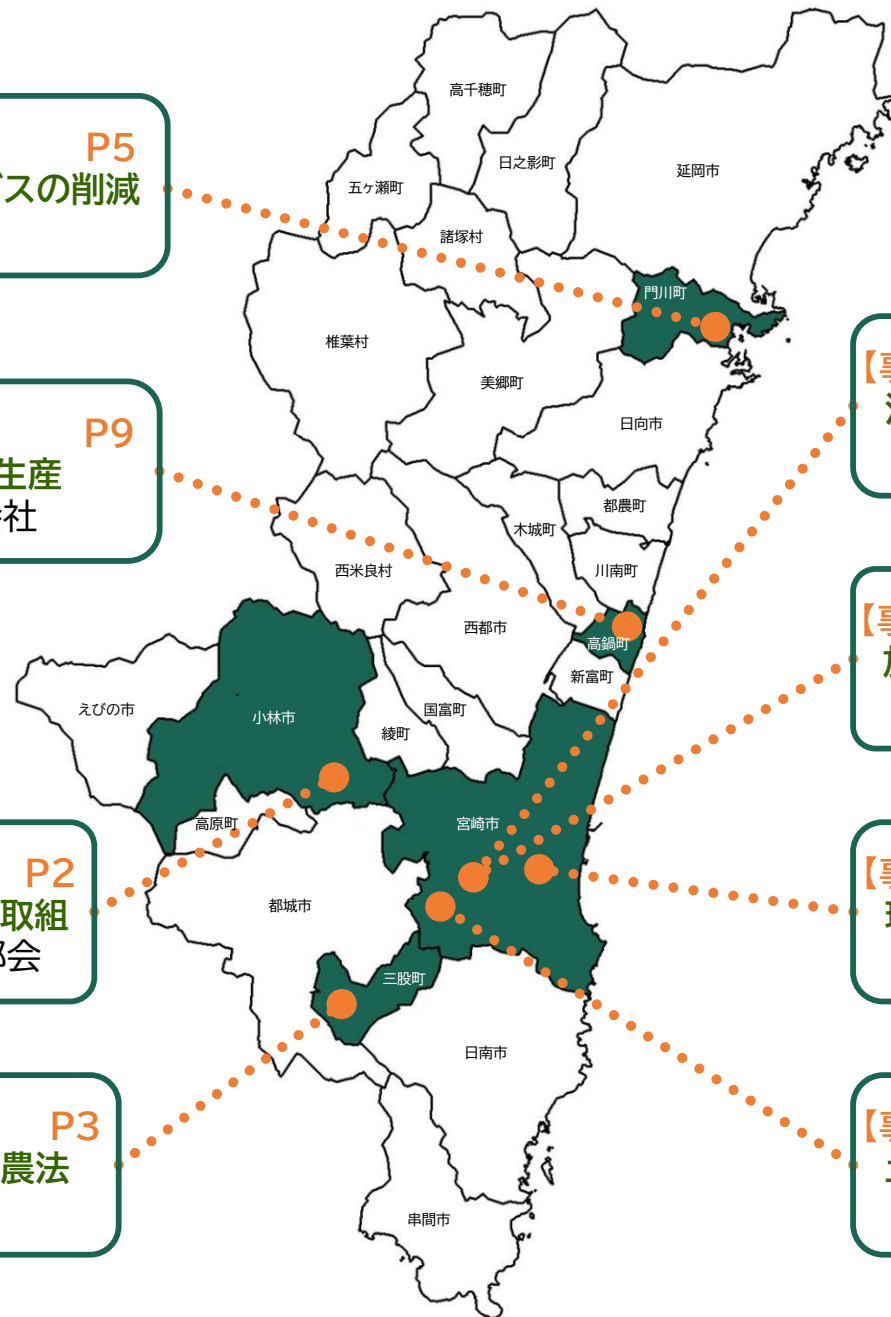 P5
スの削減
P9
生産
社
P2
取組
会
P3
農法
高千穂町
日之影町
延岡市
五ヶ瀬町
諸塚村
門川町
椎葉村
美郷町
日向市
都農町
木城町
川南町
西米良村
西都市
高鍋町
新富町
えびの市
小林市
国富町
綾町
高原町
宮崎市
都城市
三股町
日南市
串間市
【
【
【
【